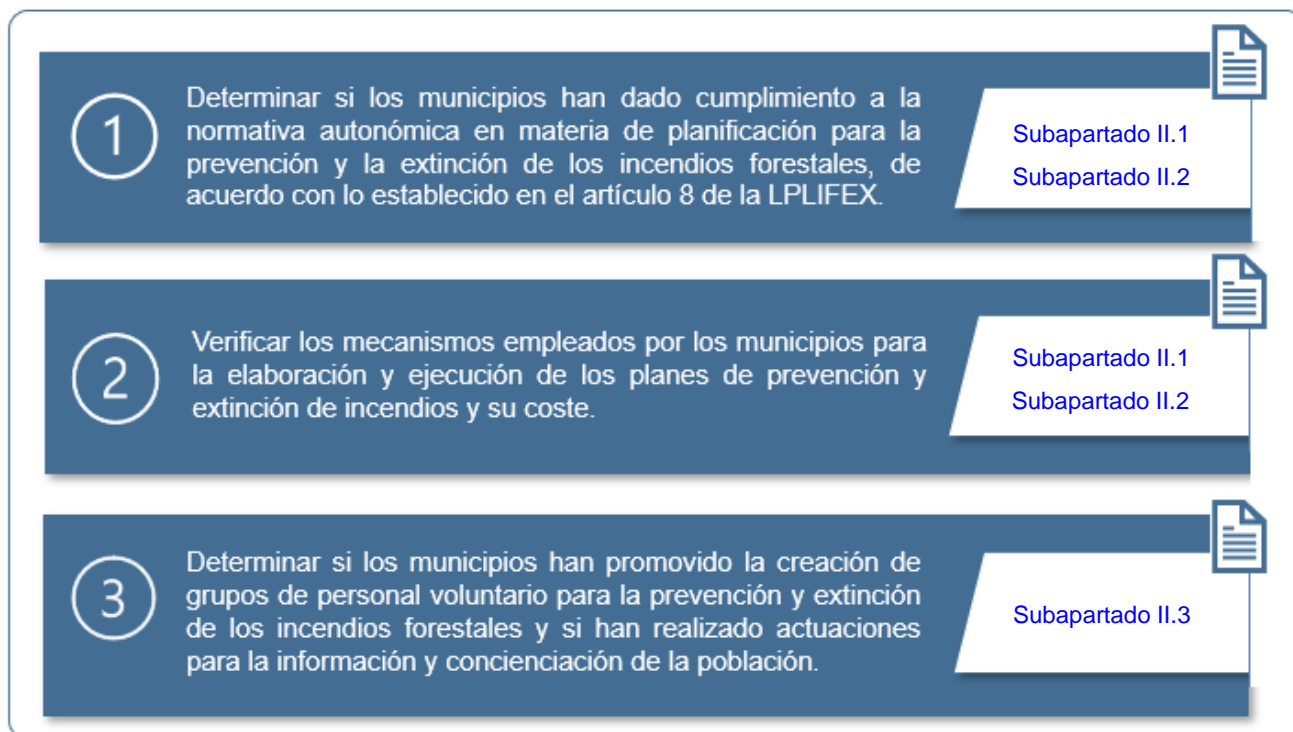 1
Determinar si los municipios han dado cumplimiento a la
normativa autonómica en materia de planificación para la
prevención y la extinción de los incendios forestales, de
acuerdo con lo establecido en el artículo 8 de la LPLIFEX.
Subapartado II.1
Subapartado II.2
2
Verificar los mecanismos empleados por los municipios para
la elaboración y ejecución de los planes de prevención y
extinción de incendios y su coste.
Subapartado II.1
Subapartado II.2
3
Determinar si los municipios han promovido la creación de
grupos de personal voluntario para la prevención y extinción
de los incendios forestales y si han realizado actuaciones
para la información y concienciación de la población.
Subapartado II.3